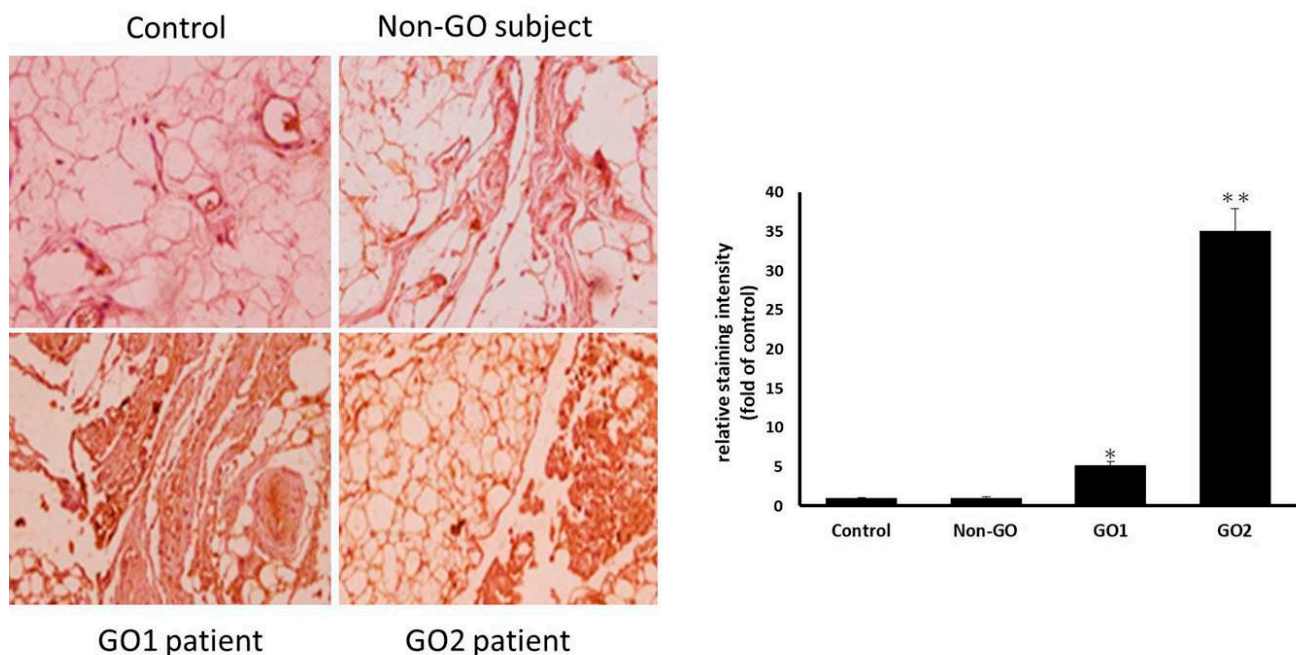 Control
Non-GO subject
GO1 patient
GO2 patient
relative staining intensity
(fold of control)
40
35
30
25
20
15
10
5
0
*
**
Control
Non-GO
GO1
GO2